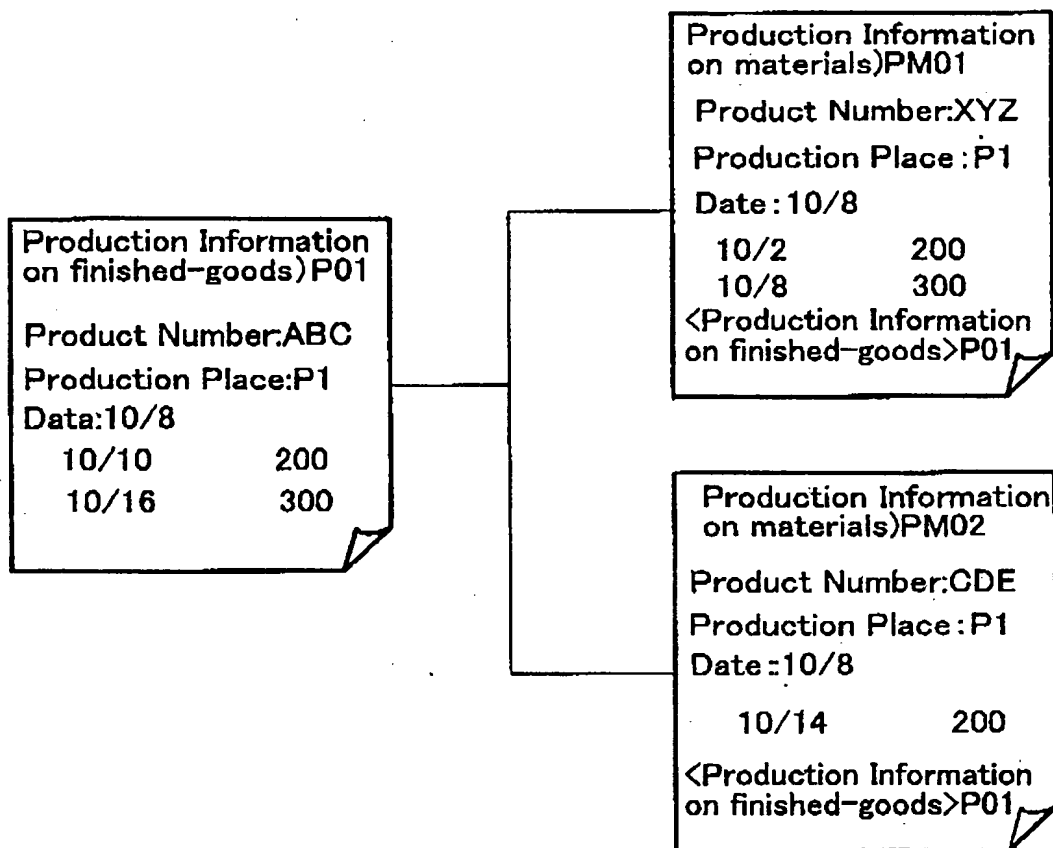 Production Information
on finished-goods)P01
Product Number:ABC
Production Place:P1
Data:10/8
10/10 200
10/16 300
Production Information
on materials)PM01
Product Number:XYZ
Production Place:P1
Date:10/8
10/2 200
10/8 300
<Production Information
on finished-goods>P01
Production Information
on materials)PM02
Product Number:CDE
Production Place:P1
Date::10/8
10/14 200
<Production Information
on finished-goods>P01